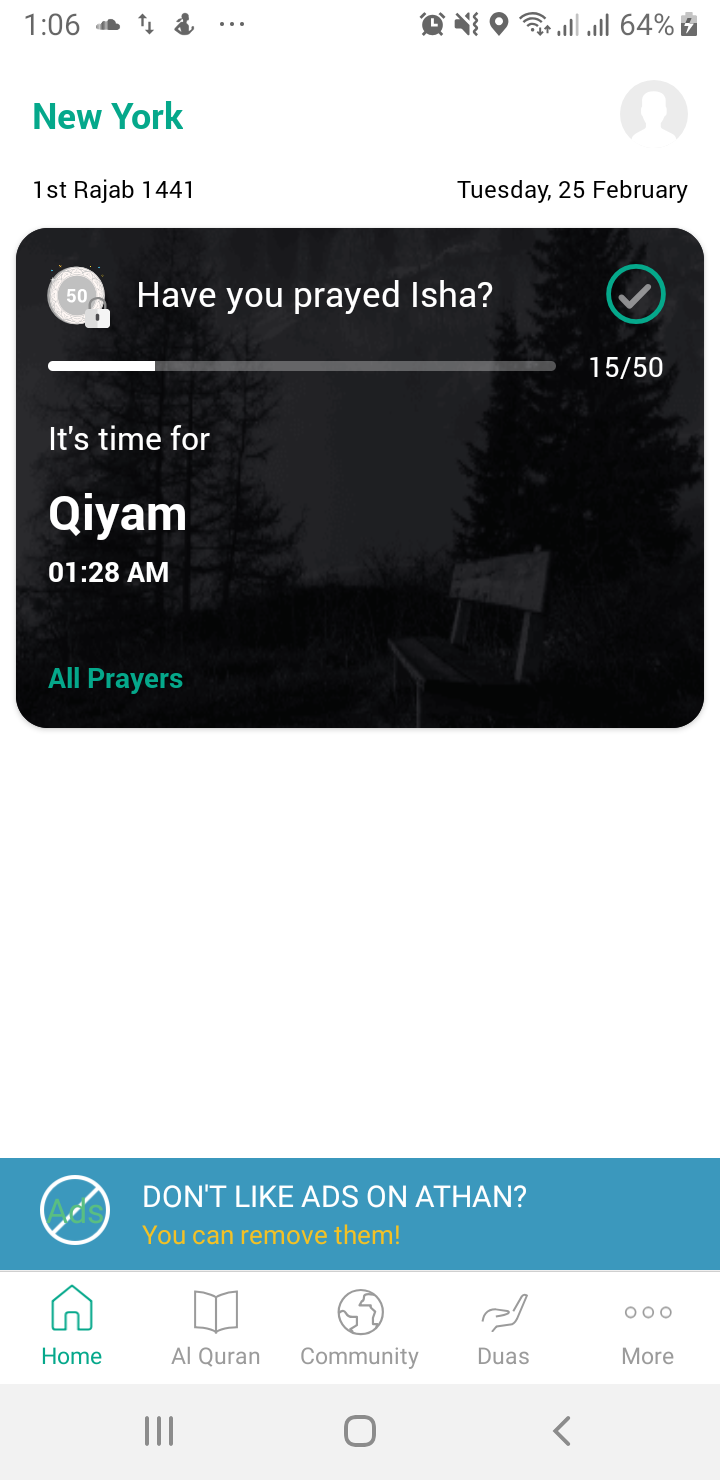 1:06 64%
New York
1st Rajab 1441 Tuesday, 25 February
50 Have you prayed Isha?
15/50
It's time for
Qiyam
01:28 AM
All Prayers
Ads DON'T LIKE ADS ON ATHAN?
You can remove them!
Home Al Quran Community Duas More